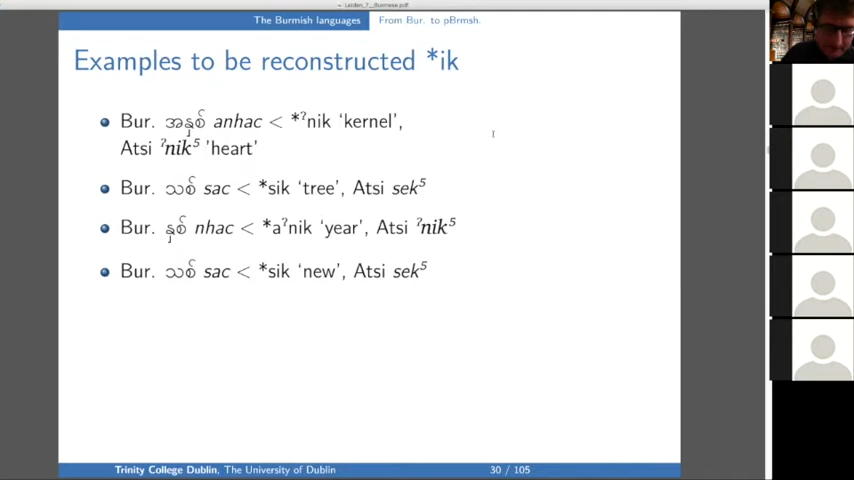 Leiden_7__Burmese.pdf
The Burmish languages From Bur. to pBrmsh.
Examples to be reconstructed *ik
Bur. အနှစ် anhac < *ˀnik ‘kernel’,
Atsi ˀnik⁵ 'heart'
Bur. သစ် sac < *sik ‘tree’, Atsi sek⁵
Bur. နှစ် nhac < *aˀnik ‘year’, Atsi ˀnik⁵
Bur. သစ် sac < *sik ‘new’, Atsi sek⁵
Trinity College Dublin, The University of Dublin 30 / 105